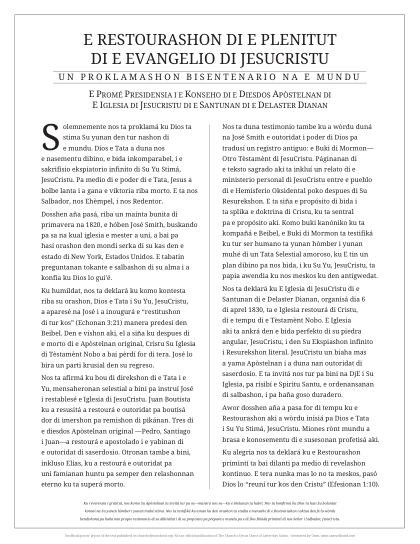 E RESTOURASHON DI E PLENITUT
DI E EVANGELIO DI JESUCRISTU
UN PROKLAMASHON BISENTENARIO NA E MUNDU
E Promé Presidensia i e Konseho di e Diesdos Apòstelnan di
E Iglesia di Jesucristu di e Santunan di e Delaster Dianan
Solemnemente nos ta proklamá ku Dios ta
stima Su yunan den tur nashon di
e mundu. Dios e Tata a duna nos
e nasementu dibino, e bida inkomparabel, i e
sakrifisio ekspiatorio infinito di Su Yu Stimá,
JesuCristu. Pa medio di e poder di e Tata, Jesus a
bolbe lanta i a gana e viktoria riba morto. E ta nos
Salbador, nos Ehèmpel, i nos Redentor.
Dosshen aña pasá, riba un mainta bunita di
primavera na 1820, e hóben José Smith, buskando
pa sa na kual iglesia e mester a uni, a bai pa
hasi orashon den mondi serka di su kas den e
estado di New York, Estados Unidos. E tabatin
preguntanan tokante e salbashon di su alma i a
konfia ku Dios lo gui'é.
Ku humildat, nos ta deklará ku komo kontesta
riba su orashon, Dios e Tata i Su Yu, JesuCristu,
a aparesé na José i a inougurá e "restitushon
di tur kos" (Echonan 3:21) manera predesí den
Beibel. Den e vishon aki, el a siña ku despues di
e morto di e Apòstelnan original, Cristu Su Iglesia
di Tèstamènt Nobo a bai pèrdí for di tera. José lo
bira un parti krusial den su regreso.
Nos ta afirmá ku bou di direkshon di e Tata i e
Yu, mensaheronan selestial a bini pa instruí José
i restablesé e Iglesia di JesuCristu. Juan Boutista
ku a resusitá a restourá e outoridat pa boutisá
dor di imershon pa remishon di pikánan. Tres di
e diesdos Apòstelnan original —Pedro, Santiago
i Juan—a restourá e apostolado i e yabinan di
e outoridat di saserdosio. Otronan tambe a bini,
inkluso Elias, ku a restourá e outoridat pa
uni famianan huntu pa semper den relashonnan
eterno ku ta superá morto.
Nos ta duna testimonio tambe ku a wòrdu duná
na José Smith e outoridat i poder di Dios pa
tradusí un registro antiguo: e Buki di Mormon—
Otro Tèstamènt di JesuCristu. Páginanan di
e teksto sagrado aki ta inkluí un relato di e
ministerio personal di JesuCristu entre e pueblo
di e Hemisferio Oksidental poko despues di Su
Resurekshon. E ta siña e propósito di bida i
ta splika e doktrina di Cristu, ku ta sentral
pa e propósito akí. Komo buki kanóniko ku ta
kompañá e Beibel, e Buki di Mormon ta testifiká
ku tur ser humano ta yunan hòmber i yunan
muhé di un Tata Selestial amoroso, ku E tin un
plan dibino pa nos bida, i ku Su Yu, JesuCristu, ta
papia awendia ku nos meskos ku den antigwedat.
Nos ta deklará ku E Iglesia di JesuCristu di e
Santunan di e Delaster Dianan, organisá dia 6
di aprel 1830, ta e Iglesia restourá di Cristu,
di e tempu di e Tèstamènt Nobo. E Iglesia
aki ta ankrá den e bida perfekto di su piedra
angular, JesuCristu, i den Su Ekspiashon infinito
i Resurekshon literal. JesuCristu un biaha mas
a yama Apòstelnan i a duna nan outoridat di
saserdosio. E ta invitá nos tur pa bini na DjE i Su
Iglesia, pa risibí e Spiritu Santu, e ordenansanan
di salbashon, i pa haña goso duradero.
Awor dosshen aña a pasa for di tempu ku e
Restourashon aki a wòrdu inisiá pa Dios e Tata
i Su Yu Stimá, JesuCristu. Miones rònt mundu a
brasa e konosementu di e susesonan profetisá aki.
Ku alegria, nos ta deklará ku e Restourashon
priminti ta bai dilanti pa medio di revelashon
kontinuo. E tera nunka mas lo no ta meskos, pasó
Dios lo "reuní tur kos den Cristu" (Efesionan 1:10).